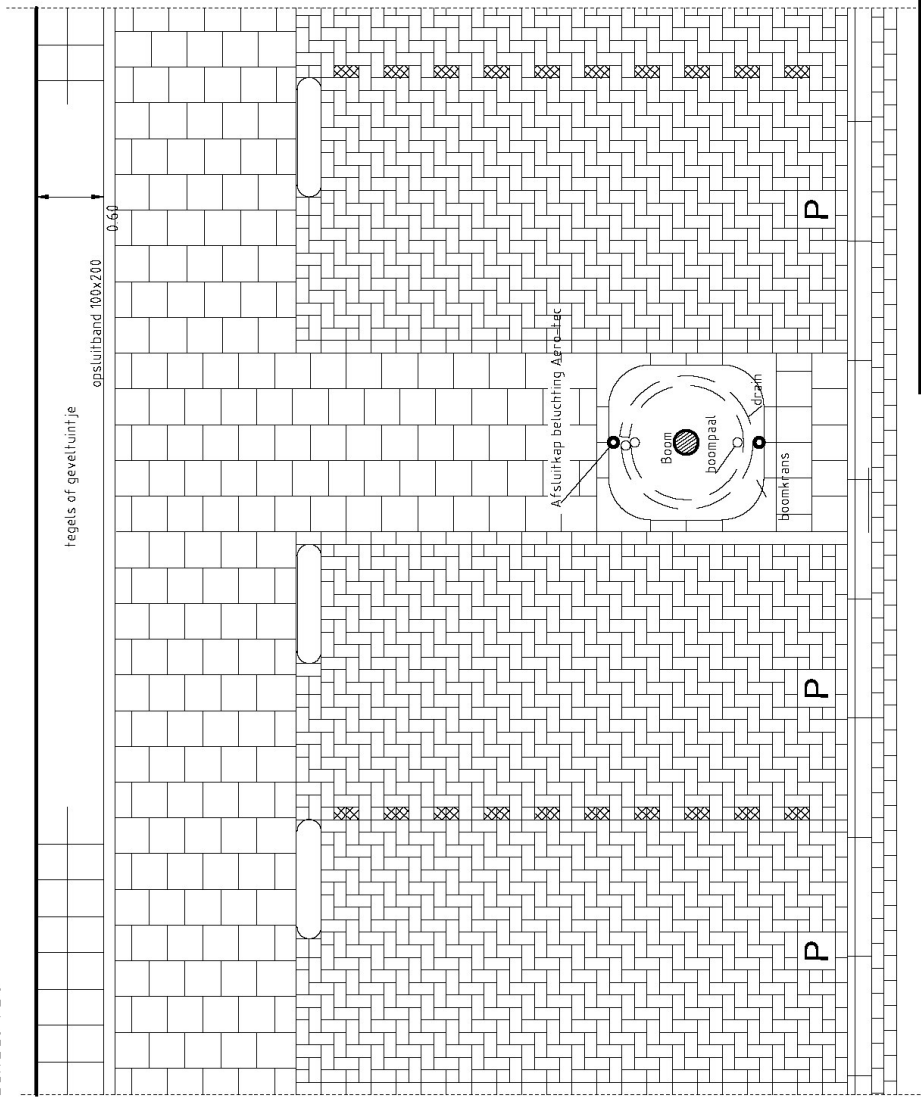 tegels of geveltuintje
opsluitband 100x200
0.60
Afsluitkap beluchting Aero-tec
Boom
boompaal
drain
boomkrans
P
P
P